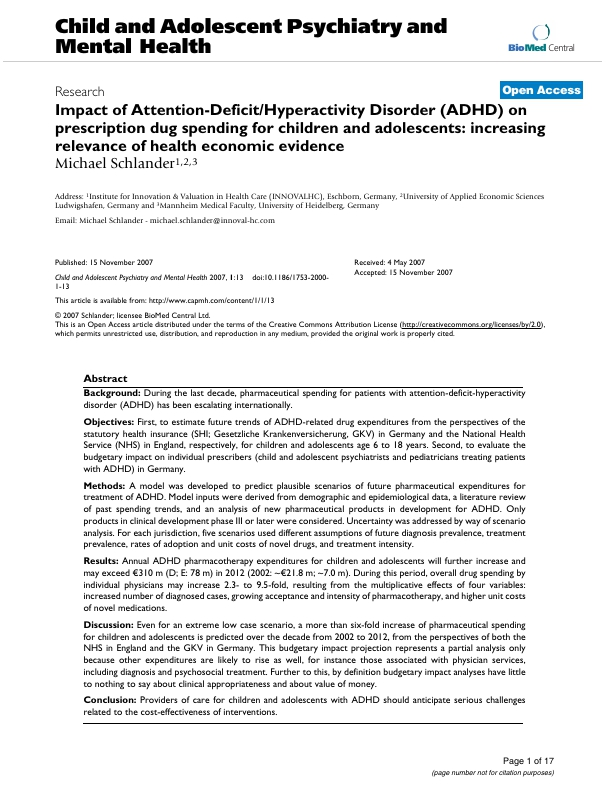 Child and Adolescent Psychiatry and
Mental Health
BioMed Central
Research
Open Access
Impact of Attention-Deficit/Hyperactivity Disorder (ADHD) on
prescription dug spending for children and adolescents: increasing
relevance of health economic evidence
Michael Schlander1,2,3
Address: 1Institute for Innovation & Valuation in Health Care (INNOVALHC), Eschborn, Germany, 2University of Applied Economic Sciences
Ludwigshafen, Germany and 3Mannheim Medical Faculty, University of Heidelberg, Germany
Email: Michael Schlander - michael.schlander@innoval-hc.com
Published: 15 November 2007
Child and Adolescent Psychiatry and Mental Health 2007, 1:13 doi:10.1186/1753-2000-
1-13
Received: 4 May 2007
Accepted: 15 November 2007
This article is available from: http://www.capmh.com/content/1/1/13
© 2007 Schlander; licensee BioMed Central Ltd.
This is an Open Access article distributed under the terms of the Creative Commons Attribution License (http://creativecommons.org/licenses/by/2.0),
which permits unrestricted use, distribution, and reproduction in any medium, provided the original work is properly cited.
Abstract
Background: During the last decade, pharmaceutical spending for patients with attention-deficit-hyperactivity
disorder (ADHD) has been escalating internationally.
Objectives: First, to estimate future trends of ADHD-related drug expenditures from the perspectives of the
statutory health insurance (SHI; Gesetzliche Krankenversicherung, GKV) in Germany and the National Health
Service (NHS) in England, respectively, for children and adolescents age 6 to 18 years. Second, to evaluate the
budgetary impact on individual prescribers (child and adolescent psychiatrists and pediatricians treating patients
with ADHD) in Germany.
Methods: A model was developed to predict plausible scenarios of future pharmaceutical expenditures for
treatment of ADHD. Model inputs were derived from demographic and epidemiological data, a literature review
of past spending trends, and an analysis of new pharmaceutical products in development for ADHD. Only
products in clinical development phase III or later were considered. Uncertainty was addressed by way of scenario
analysis. For each jurisdiction, five scenarios used different assumptions of future diagnosis prevalence, treatment
prevalence, rates of adoption and unit costs of novel drugs, and treatment intensity.
Results: Annual ADHD pharmacotherapy expenditures for children and adolescents will further increase and
may exceed €310 m (D; E: 78 m) in 2012 (2002: ~€21.8 m; ~7.0 m). During this period, overall drug spending by
individual physicians may increase 2.3- to 9.5-fold, resulting from the multiplicative effects of four variables:
increased number of diagnosed cases, growing acceptance and intensity of pharmacotherapy, and higher unit costs
of novel medications.
Discussion: Even for an extreme low case scenario, a more than six-fold increase of pharmaceutical spending
for children and adolescents is predicted over the decade from 2002 to 2012, from the perspectives of both the
NHS in England and the GKV in Germany. This budgetary impact projection represents a partial analysis only
because other expenditures are likely to rise as well, for instance those associated with physician services,
including diagnosis and psychosocial treatment. Further to this, by definition budgetary impact analyses have little
to nothing to say about clinical appropriateness and about value of money.
Conclusion: Providers of care for children and adolescents with ADHD should anticipate serious challenges
related to the cost-effectiveness of interventions.
Page 1 of 17
(page number not for citation purposes)